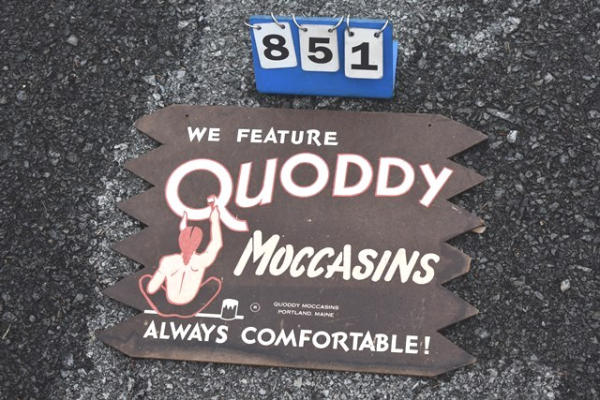 851
WE FEATURE
QUODDY
MOCCASINS
® QUODDY MOCCASINS
PORTLAND, MAINE
ALWAYS COMFORTABLE!